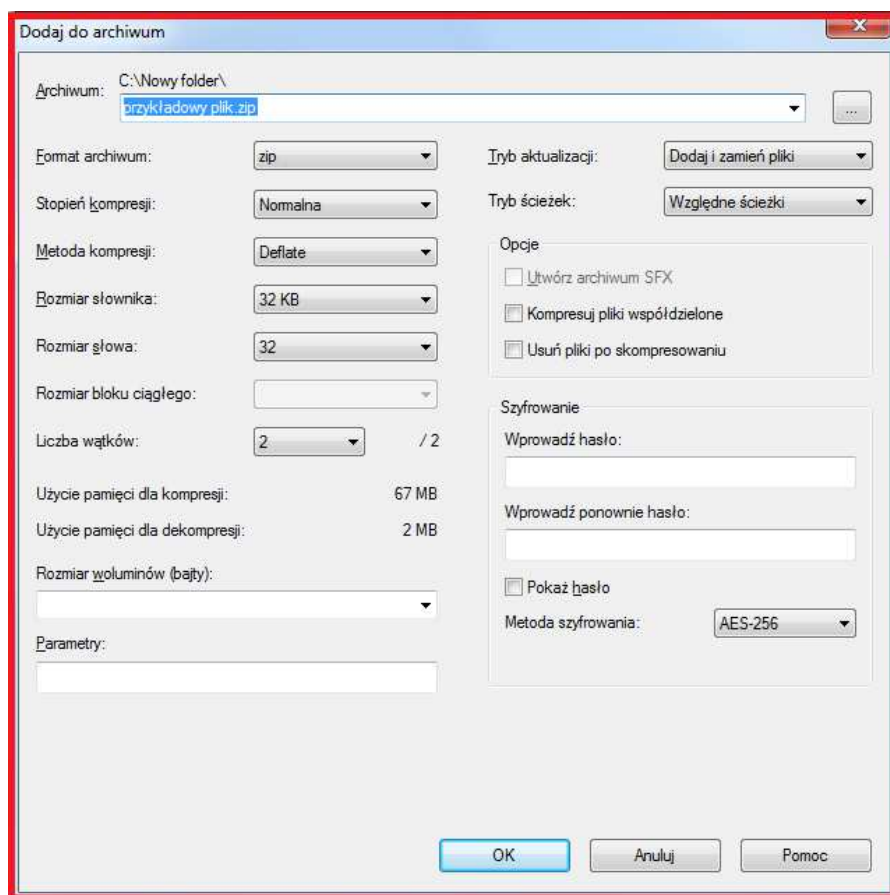 Dodaj do archiwum
Archiwum:
C:\Nowy folder\
przykładowy plik.zip
...
Format archiwum:
zip
Stopień kompresji:
Normalna
Metoda kompresji:
Deflate
Rozmiar słownika:
32 KB
Rozmiar słowa:
32
Rozmiar bloku ciągłego:
Liczba wątków:
2
/ 2
Użycie pamięci dla kompresji:
67 MB
Użycie pamięci dla dekompresji:
2 MB
Rozmiar woluminów (bajty):
Parametry:
Tryb aktualizacji:
Dodaj i zamień pliki
Tryb ścieżek:
Względne ścieżki
Opcje
Utwórz archiwum SFX
Kompresuj pliki współdzielone
Usuń pliki po skompresowaniu
Szyfrowanie
Wprowadź hasło:
Wprowadź ponownie hasło:
Pokaż hasło
Metoda szyfrowania:
AES-256
OK
Anuluj
Pomoc